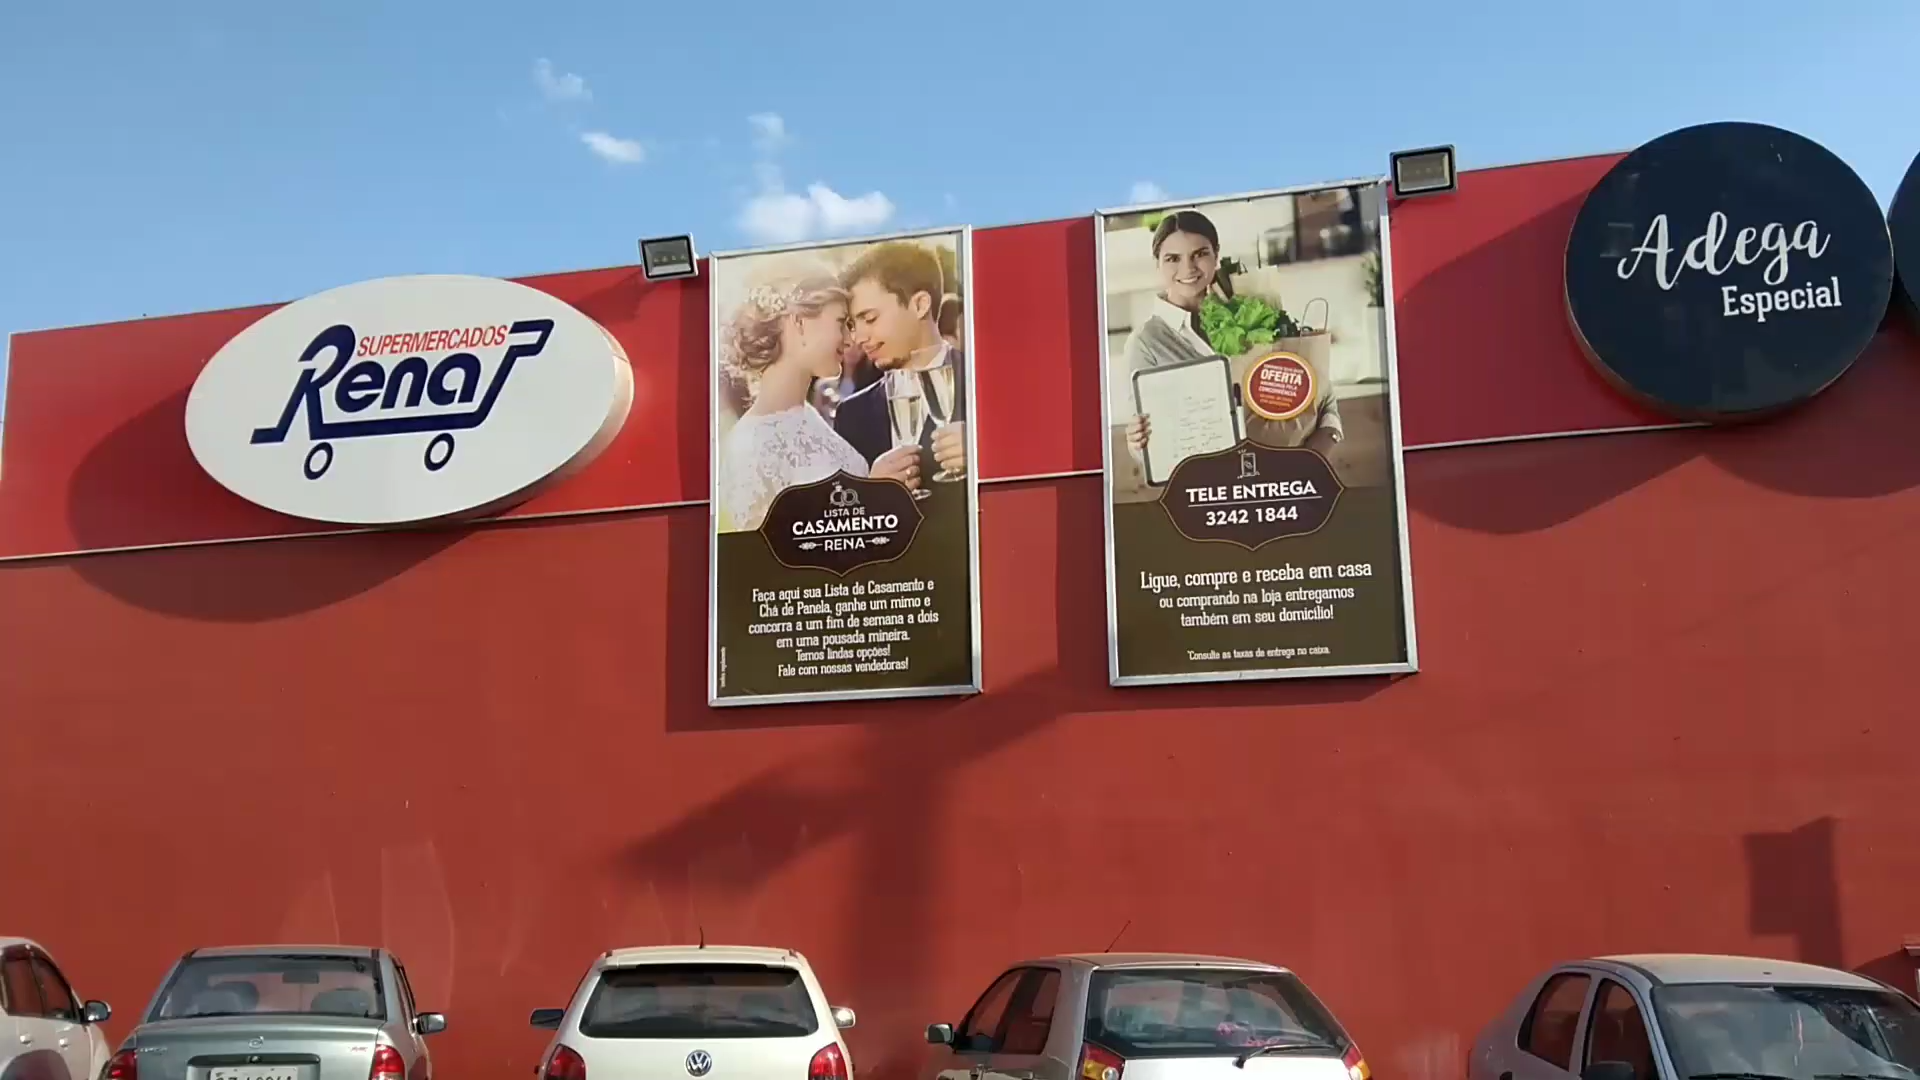 SUPERMERCADOS
Rena
LISTA DE
CASAMENTO
RENA
Faça aqui sua Lista de Casamento e
Chá de Panela, ganhe um mimo e
concorra a um fim de semana a dois
em uma pousada mineira.
Temos lindas opções!
Fale com nossas vendedoras!
OFERTA
TELE ENTREGA
3242 1844
Ligue, compre e receba em casa
ou comprando na loja entregamos
também em seu domicílio!
*Consulte as taxas de entrega no caixa.
Adega
Especial